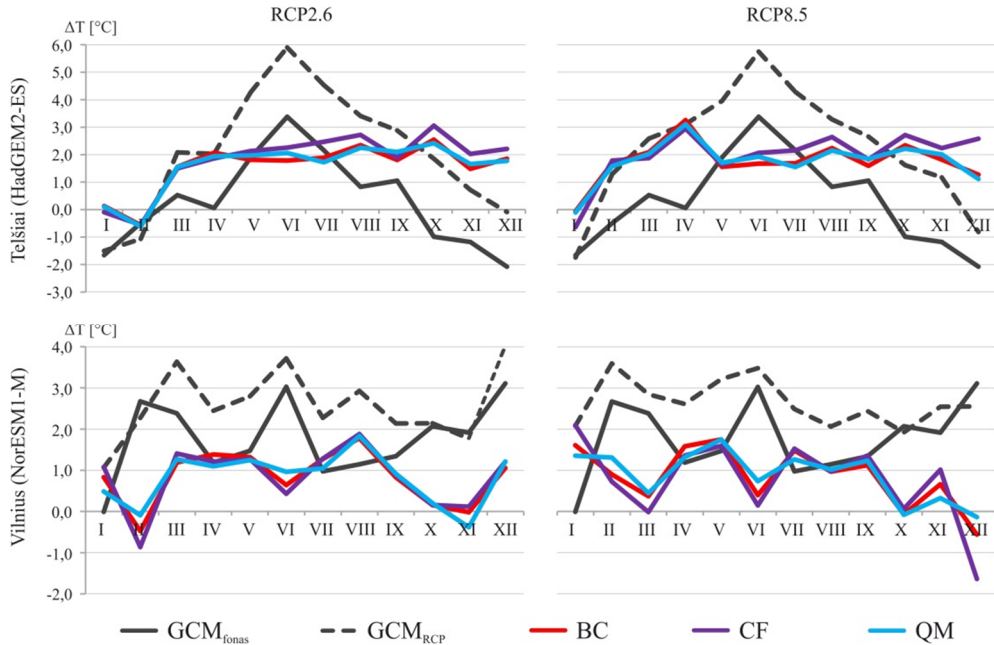 RCP2.6
RCP8.5
ΔT [°C]
Telšiai (HadGEM2-ES)
6,0
5,0
4,0
3,0
2,0
1,0
0,0
-1,0
-2,0
-3,0
I II III IV V VI VII VIII IX X XI XII
I II III IV V VI VII VIII IX X XI XII
ΔT [°C]
Vilnius (NorESM1-M)
4,0
3,0
2,0
1,0
0,0
-1,0
-2,0
I II III IV V VI VII VIII IX X XI XII
I II III IV V VI VII VIII IX X XI XII
GCMfonas GCMRCP BC CF QM